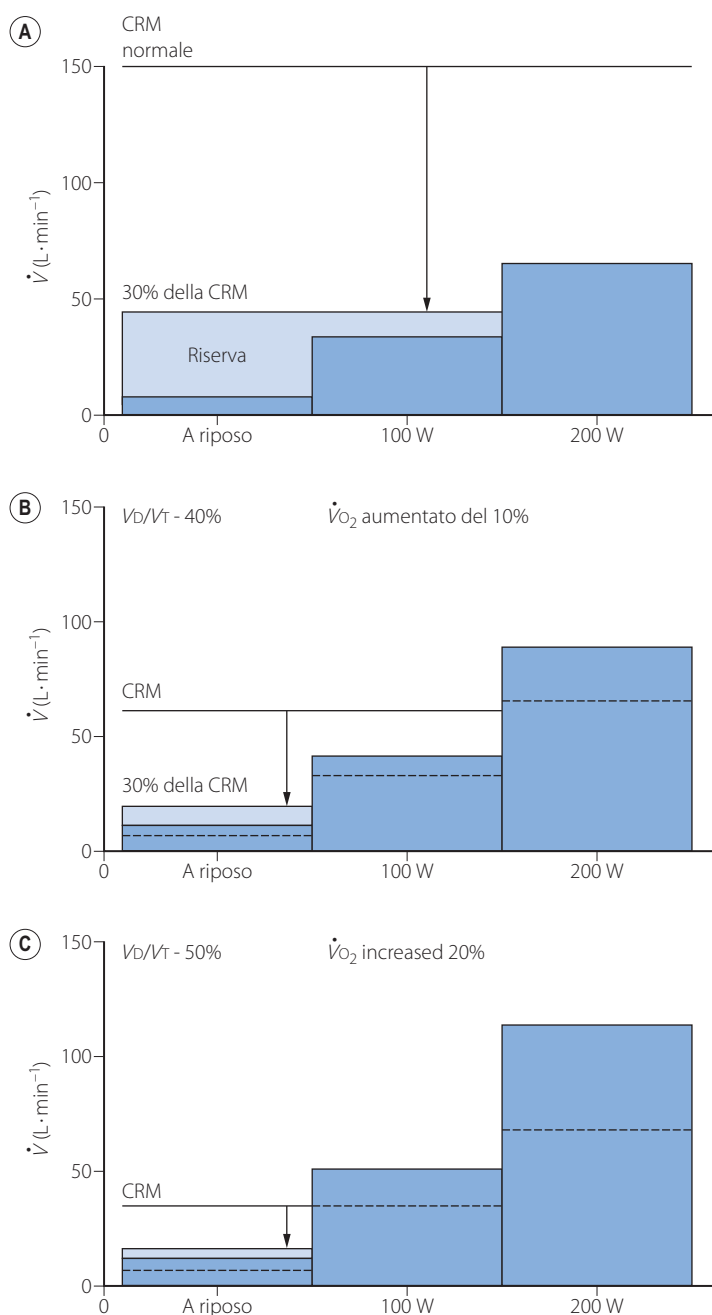 A
CRM
normale
150
100
50
0
V̇ (L·min⁻¹)
30% della CRM
Riserva
0
A riposo
100 W
200 W
B
150
100
50
0
V̇ (L·min⁻¹)
VD/VT - 40%
V̇O₂ aumentato del 10%
CRM
30% della CRM
0
A riposo
100 W
200 W
C
150
100
50
0
V̇ (L·min⁻¹)
VD/VT - 50%
V̇O₂ increased 20%
CRM
0
A riposo
100 W
200 W